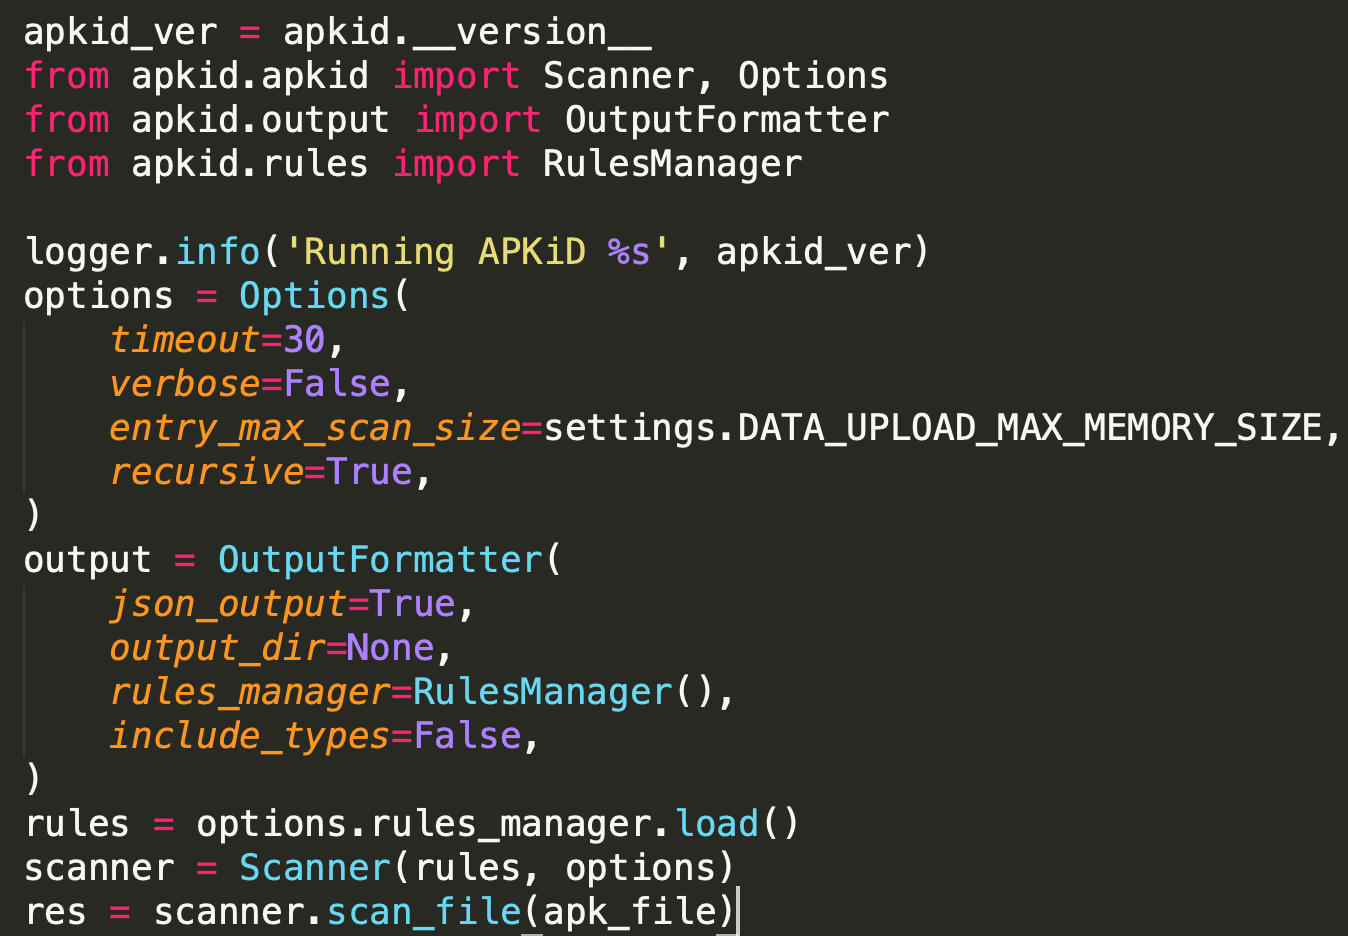 apkid_ver = apkid.__version__
from apkid.apkid import Scanner, Options
from apkid.output import OutputFormatter
from apkid.rules import RulesManager

logger.info('Running APKiD %s', apkid_ver)
options = Options(
    timeout=30,
    verbose=False,
    entry_max_scan_size=settings.DATA_UPLOAD_MAX_MEMORY_SIZE,
    recursive=True,
)
output = OutputFormatter(
    json_output=True,
    output_dir=None,
    rules_manager=RulesManager(),
    include_types=False,
)
rules = options.rules_manager.load()
scanner = Scanner(rules, options)
res = scanner.scan_file(apk_file)